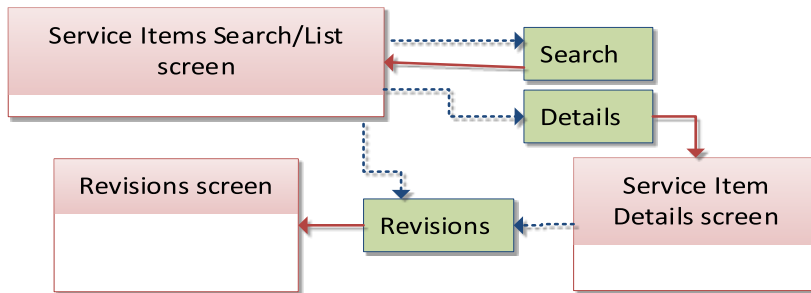 Service Items Search/List
screen
Search
Details
Revisions screen
Revisions
Service Item
Details screen